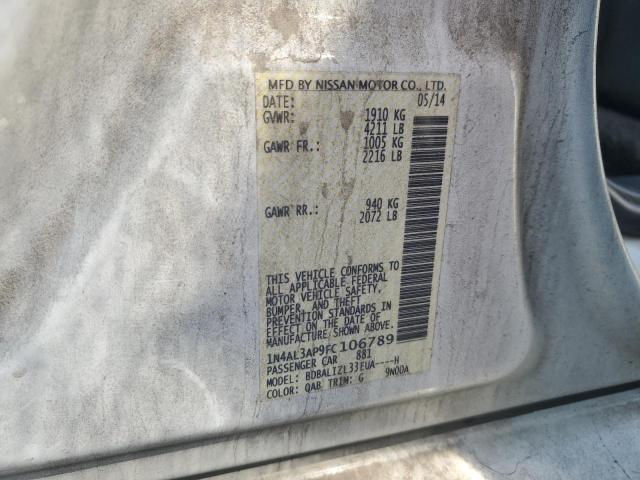 MFD BY NISSAN MOTOR CO., LTD.
DATE: 05/14
GVWR: 1910 KG
4211 LB
GAWR FR.: 1005 KG
2216 LB
GAWR RR.: 940 KG
2072 LB
THIS VEHICLE CONFORMS TO
ALL APPLICABLE FEDERAL
MOTOR VEHICLE SAFETY,
BUMPER, AND THEFT
PREVENTION STANDARDS IN
EFFECT ON THE DATE OF
MANUFACTURE SHOWN ABOVE.
1N4AL3AP9FC106789
PASSENGER CAR 881
MODEL: BDBALIZL33EUA----H
COLOR: QAB TRIM: G 9N00A